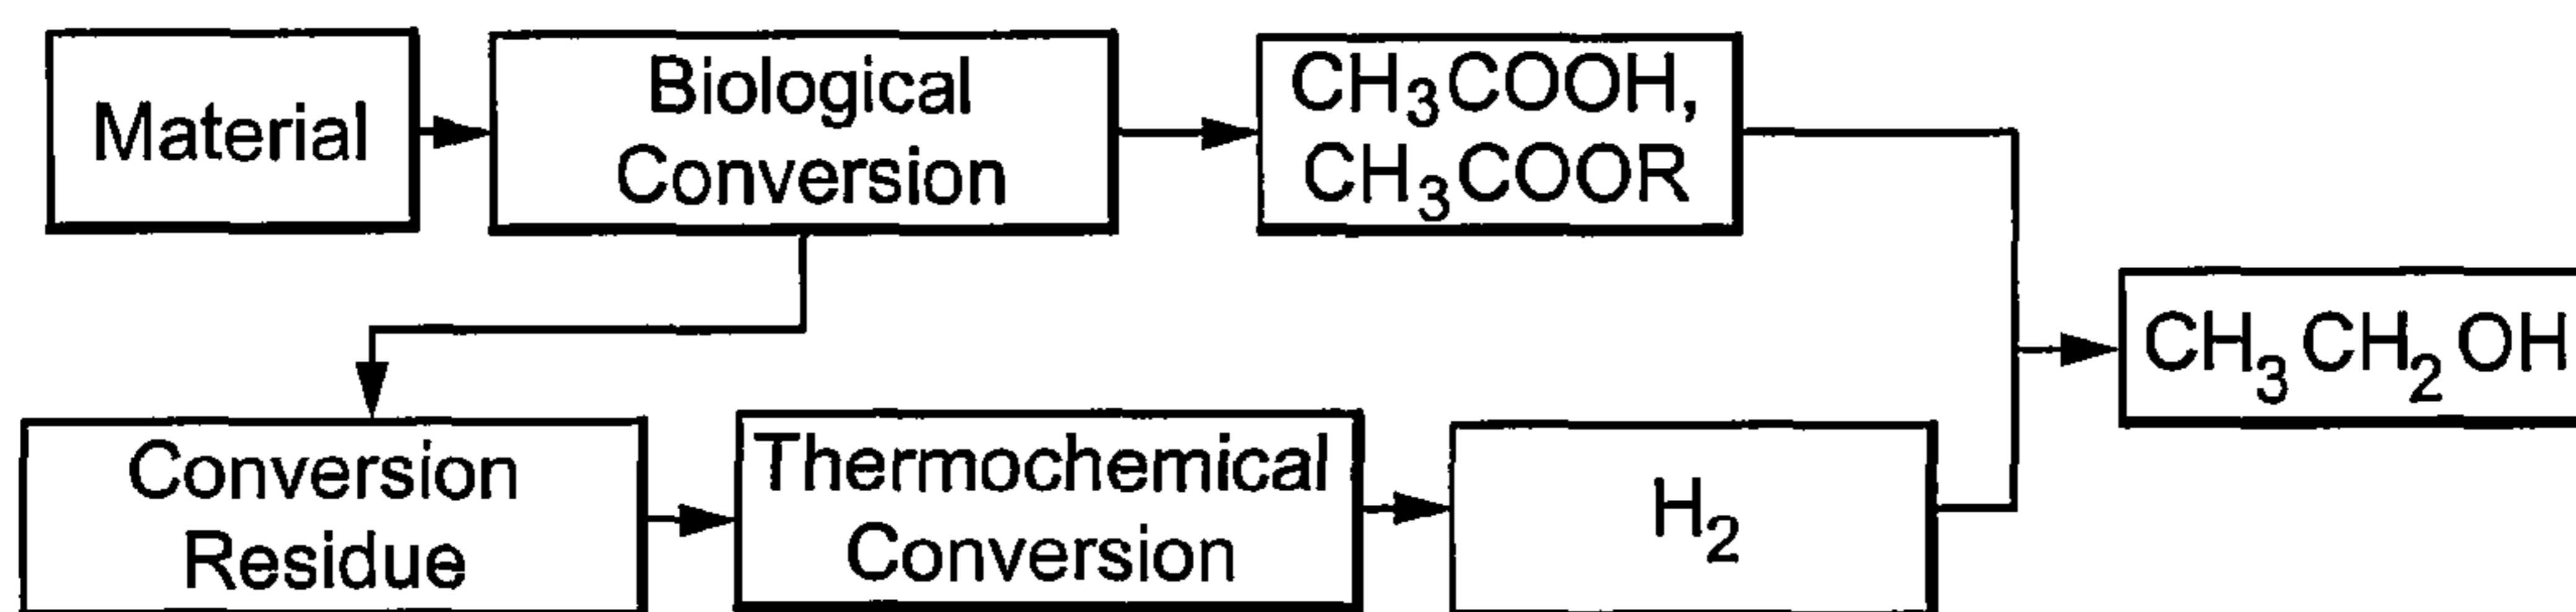 Material
Biological
Conversion
CH₃COOH,
CH₃COOR
CH₃CH₂OH
Conversion
Residue
Thermochemical
Conversion
H₂